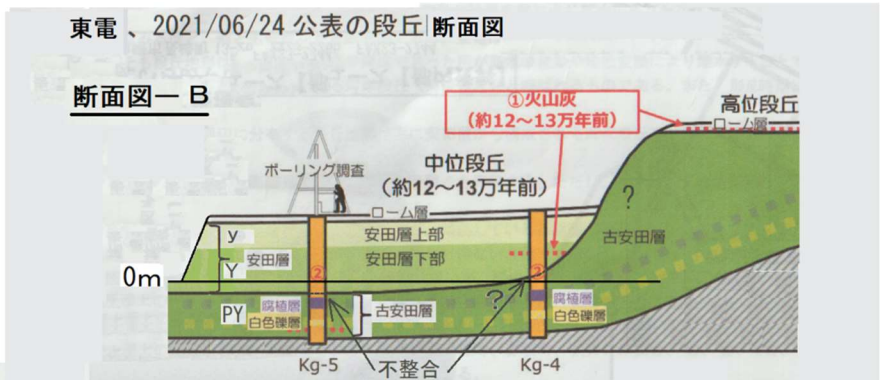 東電 、2021/06/24 公表の段丘断面図
断面図一 B
①火山灰
(約12～13万年前)
高位段丘
ローム層
ボーリング調査
中位段丘
(約12～13万年前)
?
ローム層
y
安田層上部
古安田層
安田層
Y
安田層下部
0m
②
②
PY
腐植層
古安田層
?
腐植層
白色礫層
白色礫層
Kg-5
不整合
Kg-4